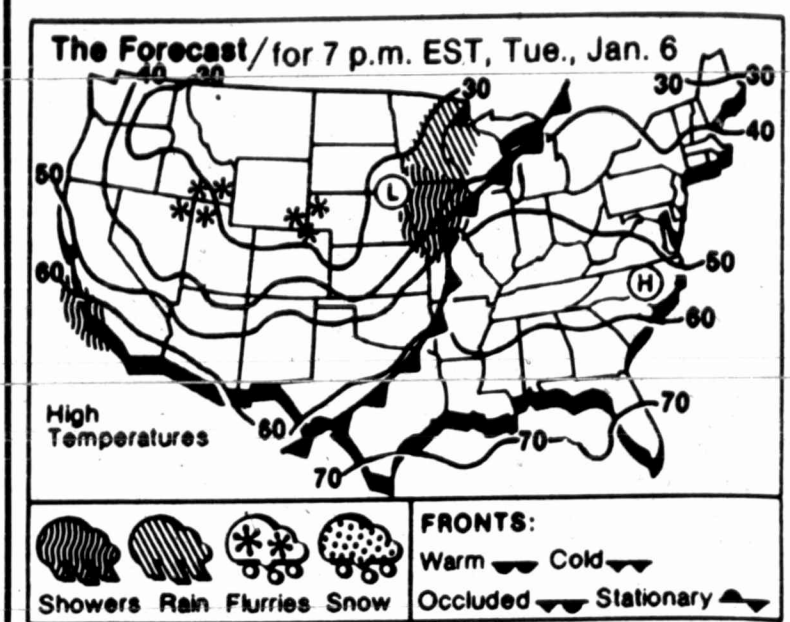 The Forecast/for 7 p.m. EST, Tue., Jan. 6
40 30 30 30 30
40
50
L
50
H
60
60
High
Temperatures
60
70
70
70
FRONTS:
Warm Cold
Showers Rain Flurries Snow
Occluded Stationary